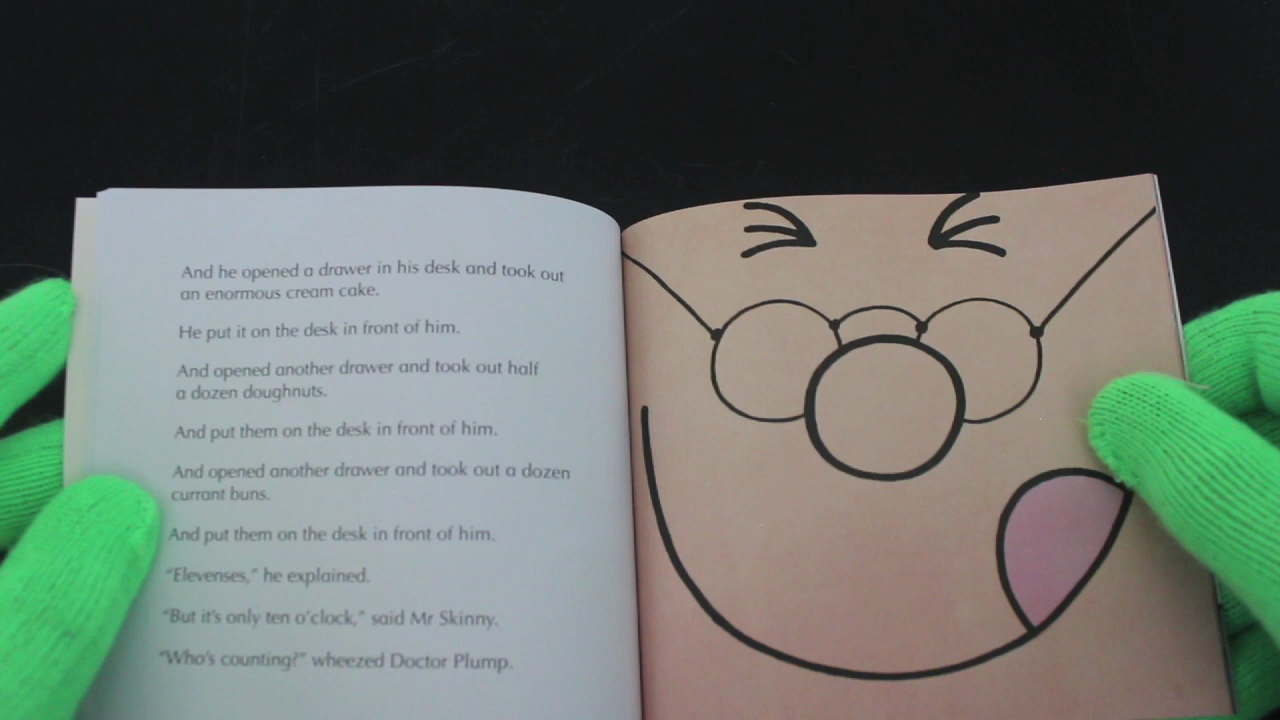 And he opened a drawer in his desk and took out
an enormous cream cake.
He put it on the desk in front of him.
And opened another drawer and took out half
a dozen doughnuts.
And put them on the desk in front of him.
And opened another drawer and took out a dozen
currant buns.
And put them on the desk in front of him.
“Elevenses,” he explained.
“But it’s only ten o’clock,” said Mr Skinny.
“Who’s counting?” wheezed Doctor Plump.